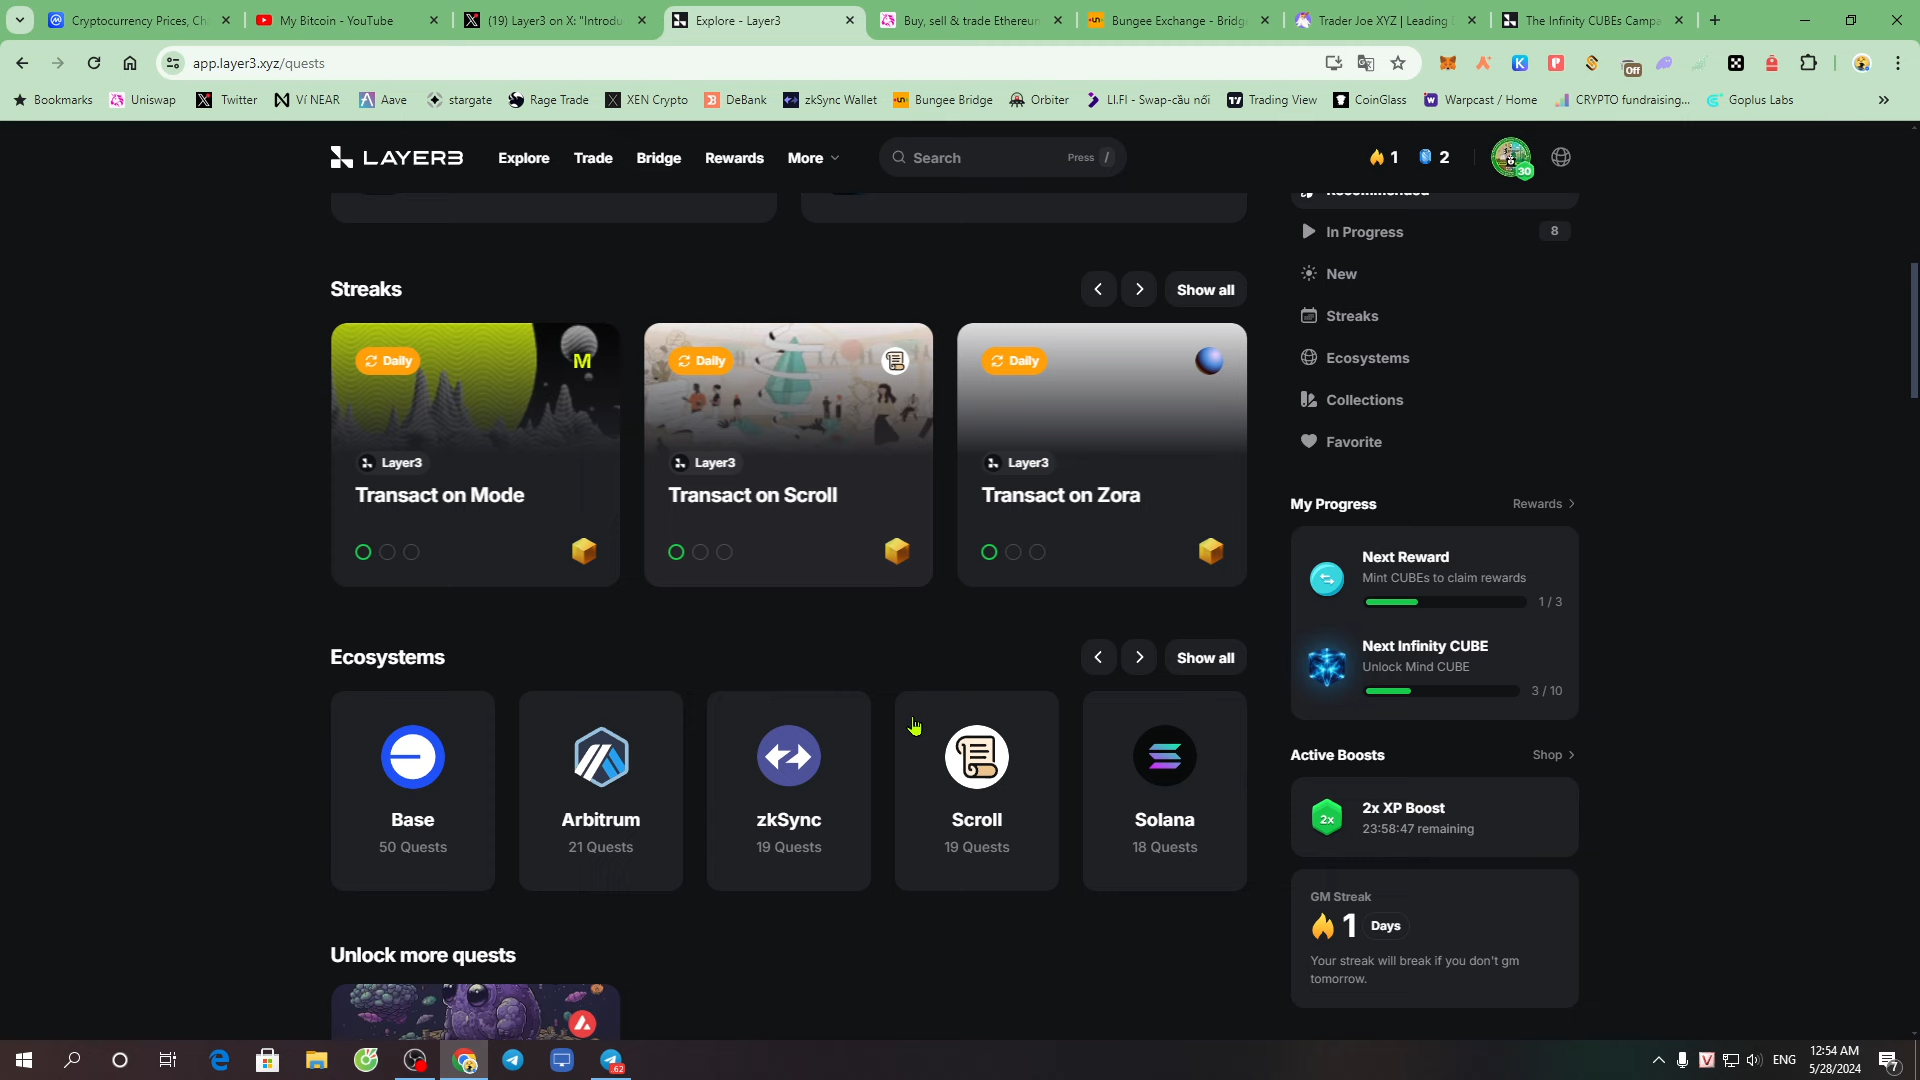 Cryptocurrency Prices, Ch
My Bitcoin - YouTube
(19) Layer3 on X: "Introdu
Explore - Layer3
Buy, sell & trade Ethereum
Bungee Exchange - Bridge
Trader Joe XYZ | Leading
The Infinity CUBEs Campa
app.layer3.xyz/quests
Off
Bookmarks
Uniswap
Twitter
Ví NEAR
Aave
stargate
Rage Trade
XEN Crypto
DeBank
zkSync Wallet
Bungee Bridge
Orbiter
LI.FI - Swap-cầu nối
Trading View
CoinGlass
Warpcast / Home
CRYPTO fundraising...
Goplus Labs
LAYER3
Explore
Trade
Bridge
Rewards
More
Search
Press /
1
2
30
Recommended
In Progress
8
New
Streaks
Ecosystems
Collections
Favorite
Streaks
Show all
Daily
M
Layer3
Transact on Mode
Daily
Layer3
Transact on Scroll
Daily
Layer3
Transact on Zora
My Progress
Rewards
Next Reward
Mint CUBEs to claim rewards
1 / 3
Next Infinity CUBE
Unlock Mind CUBE
3 / 10
Ecosystems
Show all
Base
50 Quests
Arbitrum
21 Quests
zkSync
19 Quests
Scroll
19 Quests
Solana
18 Quests
Active Boosts
Shop
2x
2x XP Boost
23:58:47 remaining
GM Streak
1 Days
Your streak will break if you don't gm
tomorrow.
Unlock more quests
62
V
ENG
12:54 AM
5/28/2024
7